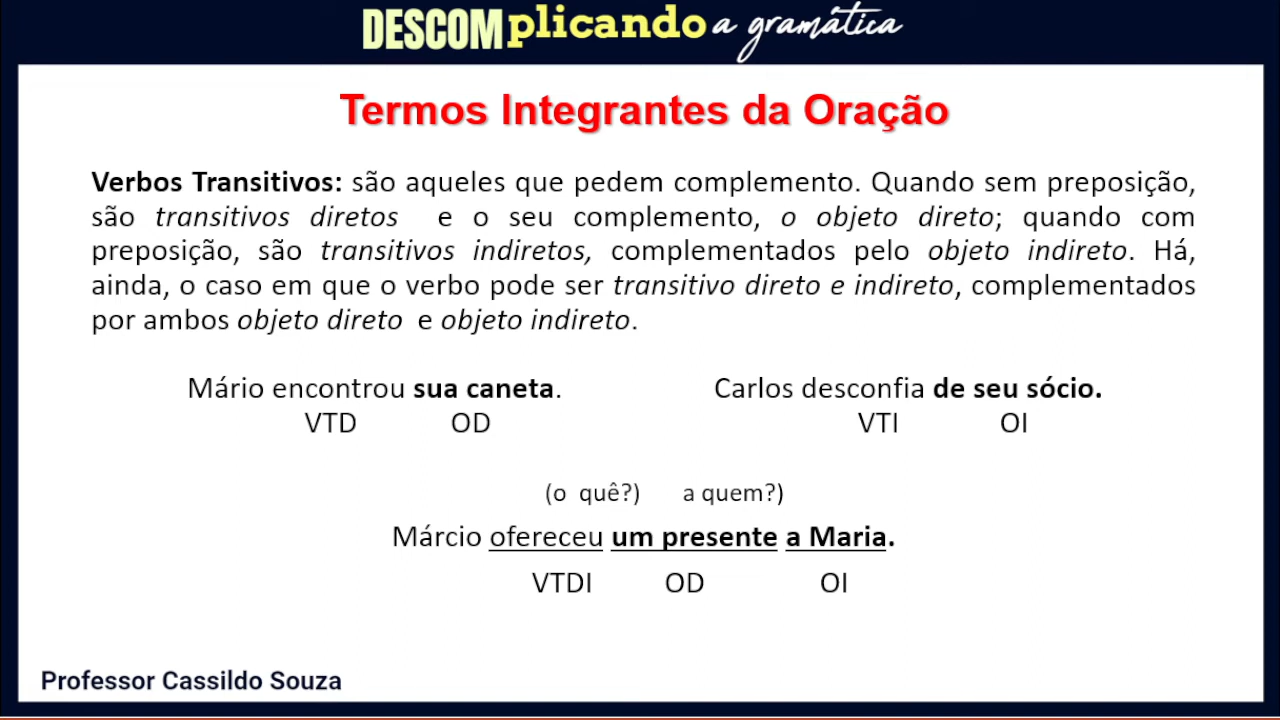 DESCOMplicando a gramática
Termos Integrantes da Oração
Verbos Transitivos: são aqueles que pedem complemento. Quando sem preposição,
são transitivos diretos e o seu complemento, o objeto direto; quando com
preposição, são transitivos indiretos, complementados pelo objeto indireto. Há,
ainda, o caso em que o verbo pode ser transitivo direto e indireto, complementados
por ambos objeto direto e objeto indireto.
Mário encontrou sua caneta. Carlos desconfia de seu sócio.
VTD OD VTI OI
(o quê?) a quem?)
Márcio ofereceu um presente a Maria.
VTDI OD OI
Professor Cassildo Souza